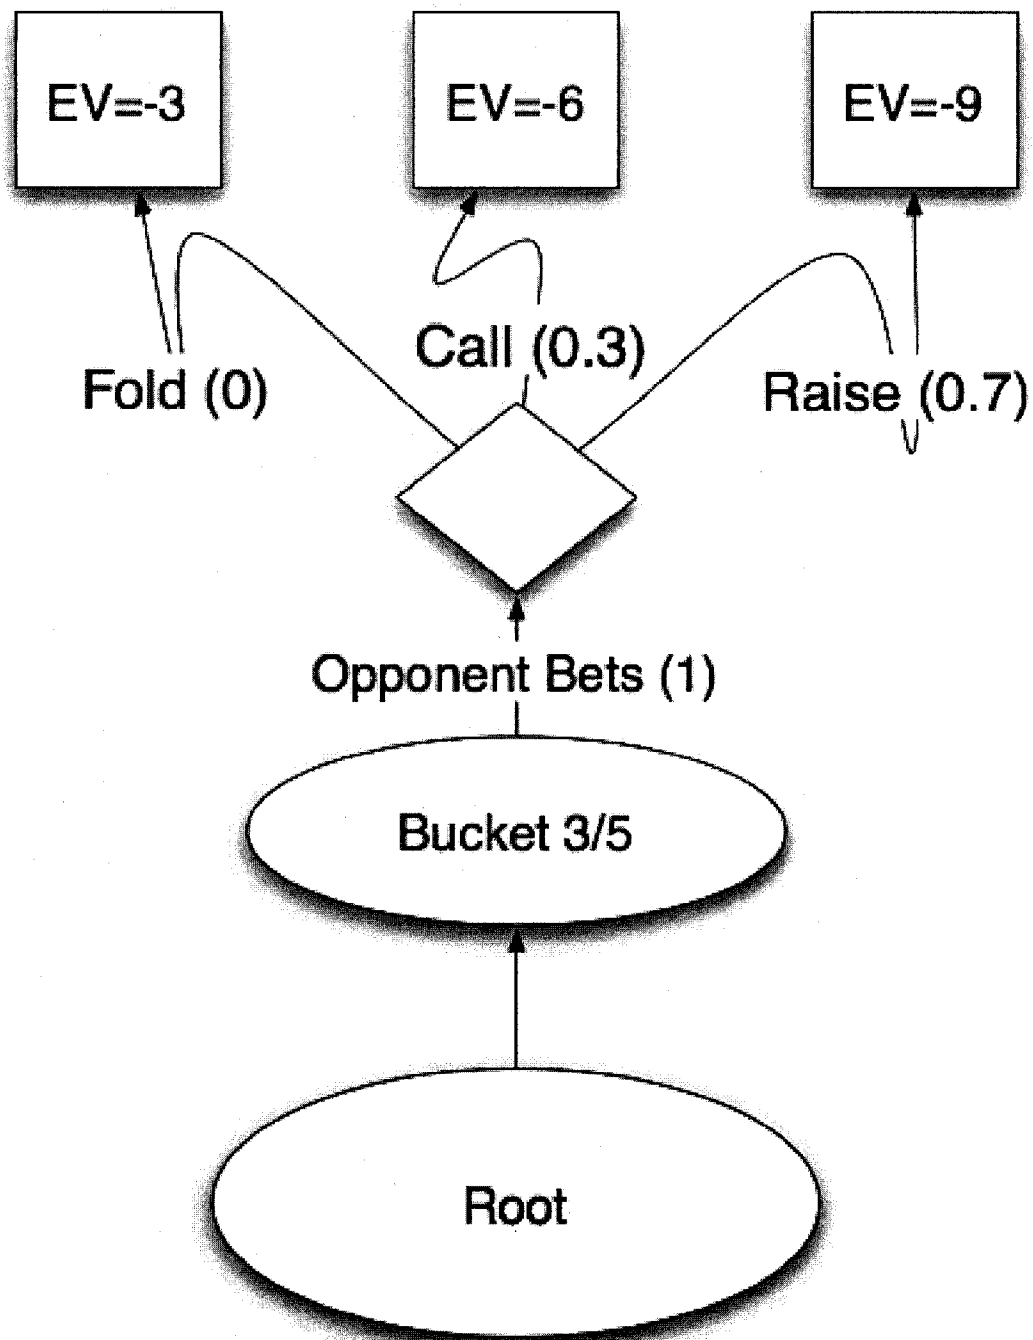 EV=-3
EV=-6
EV=-9
Call (0.3)
Fold (0)
Raise (0.7)
Opponent Bets (1)
Bucket 3/5
Root